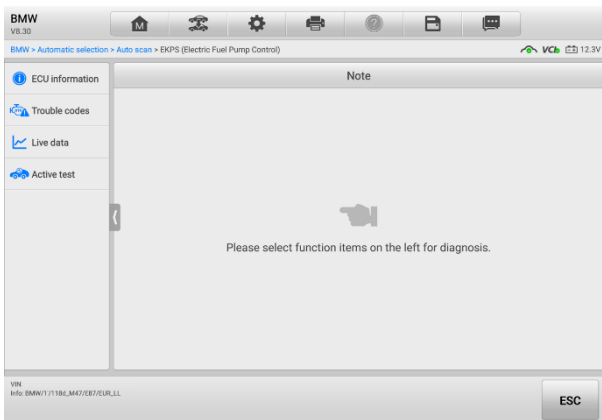 BMW
V8.30
M
?
BMW > Automatic selection > Auto scan > EKPS (Electric Fuel Pump Control)
VCI 12.3V
ECU information
Trouble codes
Live data
Active test
Note
Please select function items on the left for diagnosis.
VIN
Info: BMW/1'/118d_M47/E87/EUR_LL
ESC